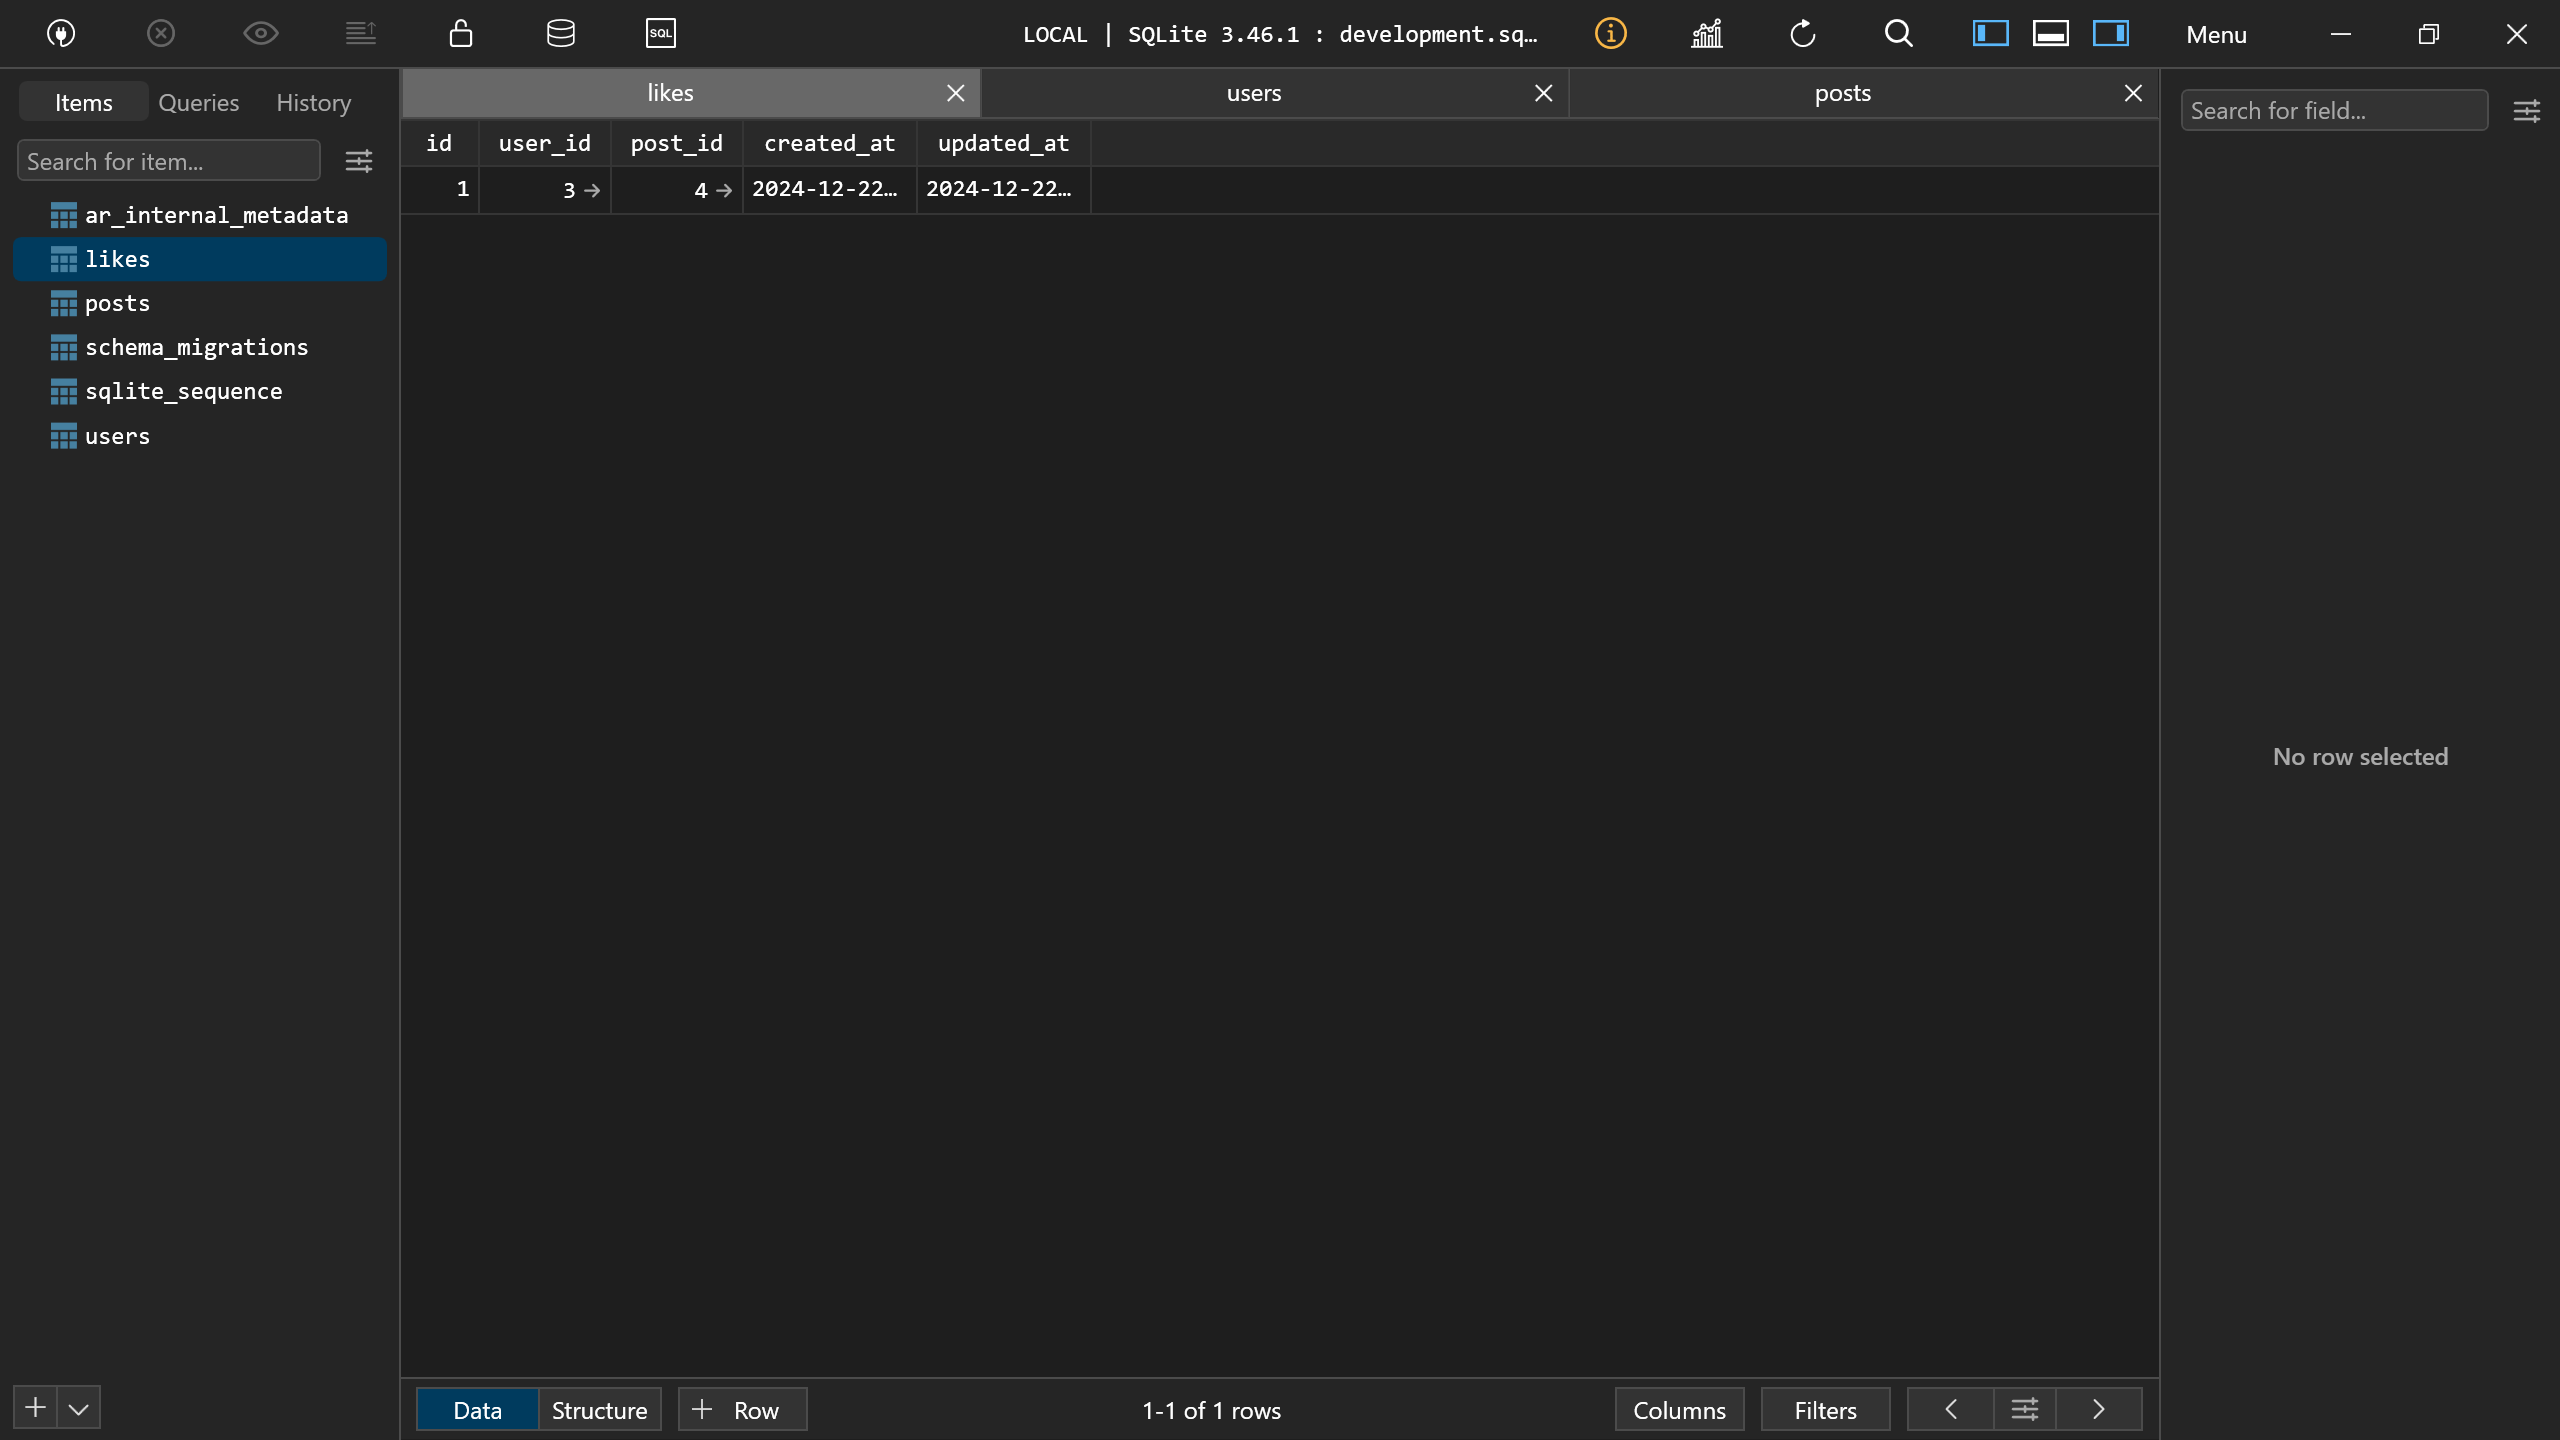 SQL
LOCAL | SQLite 3.46.1 : development.sq…
Menu
Items Queries History
Search for item...
ar_internal_metadata
likes
posts
schema_migrations
sqlite_sequence
users
likes users posts
id user_id post_id created_at updated_at
1 3 → 4 → 2024-12-22… 2024-12-22…
Search for field...
No row selected
Data Structure + Row
1-1 of 1 rows
Columns Filters